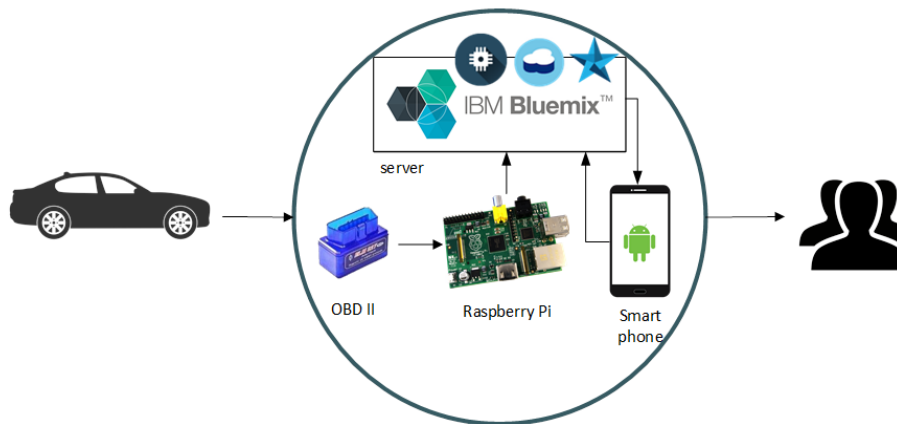 IBM Bluemix™
server
OBD II
Raspberry Pi
Smart
phone